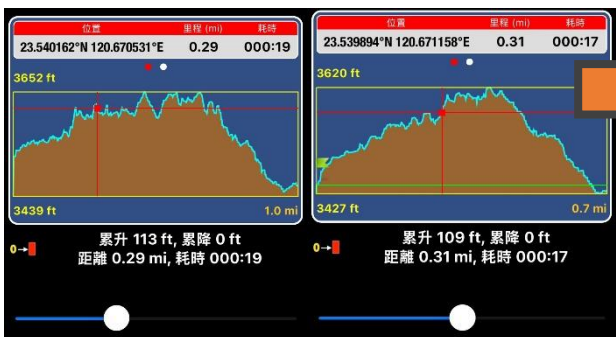 位置 里程 (mi) 耗時
23.540162°N 120.670531°E 0.29 000:19
3652 ft
3439 ft 1.0 mi
0→
累升 113 ft, 累降 0 ft
距離 0.29 mi, 耗時 000:19
位置 里程 (mi) 耗時
23.539894°N 120.671158°E 0.31 000:17
3620 ft
3427 ft 0.7 mi
0→
累升 109 ft, 累降 0 ft
距離 0.31 mi, 耗時 000:17